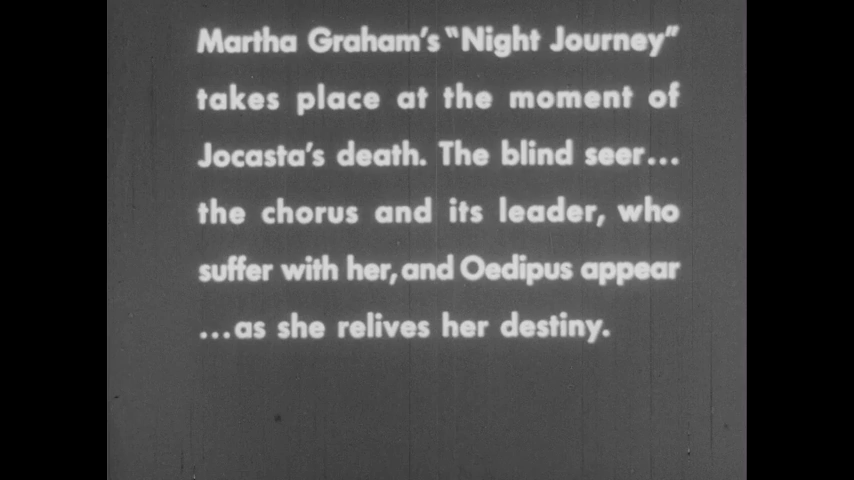 Martha Graham's "Night Journey"
takes place at the moment of
Jocasta's death. The blind seer...
the chorus and its leader, who
suffer with her, and Oedipus appear
...as she relives her destiny.